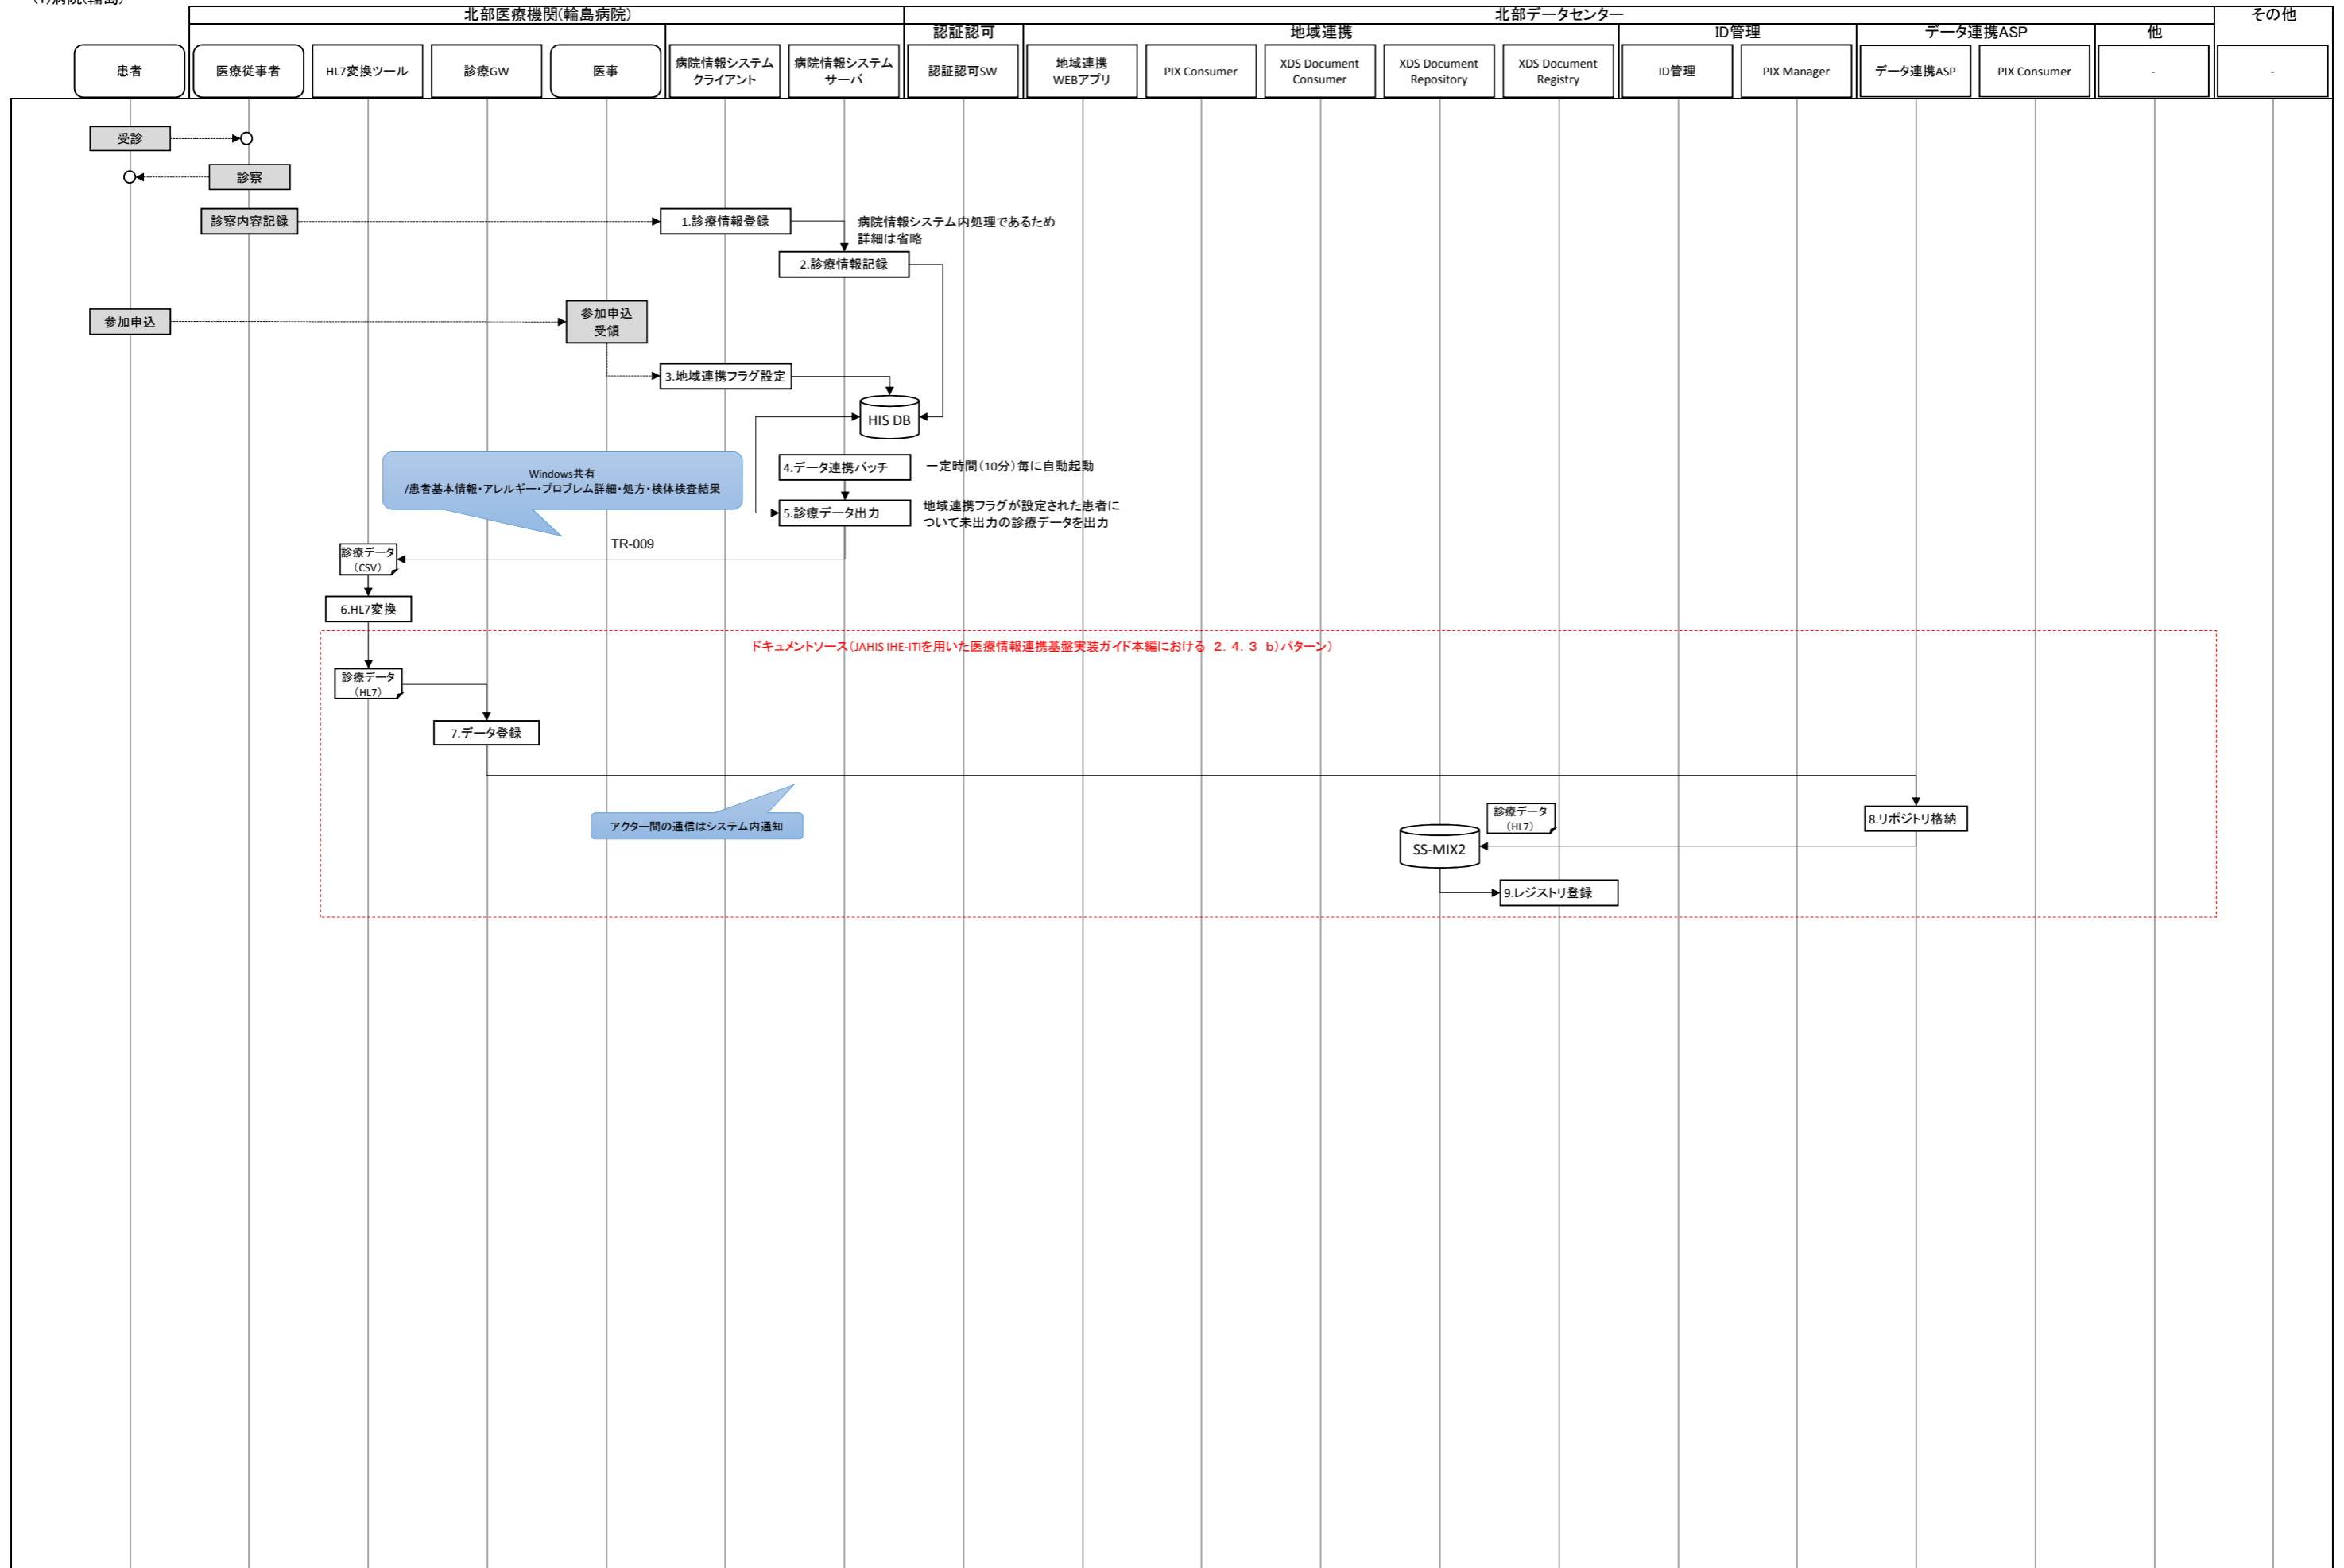 (1)病院(輪島)
北部医療機関(輪島病院)
北部データセンター
その他
認証認可
地域連携
ID管理
データ連携ASP
他
患者
医療従事者
HL7変換ツール
診療GW
医事
病院情報システム
クライアント
病院情報システム
サーバ
認証認可SW
地域連携
WEBアプリ
PIX Consumer
XDS Document
Consumer
XDS Document
Repository
XDS Document
Registry
ID管理
PIX Manager
データ連携ASP
PIX Consumer
-
-
受診
診察
診察内容記録
1.診療情報登録
病院情報システム内処理であるため
詳細は省略
2.診療情報記録
参加申込
参加申込
受領
3.地域連携フラグ設定
HIS DB
Windows共有
/患者基本情報・アレルギー・プロブレム詳細・処方・検体検査結果
4.データ連携バッチ
一定時間(10分)毎に自動起動
5.診療データ出力
地域連携フラグが設定された患者に
ついて未出力の診療データを出力
TR-009
診療データ
(CSV)
6.HL7変換
ドキュメントソース(JAHIS IHE-ITIを用いた医療情報連携基盤実装ガイド本編における 2.4.3 b)パターン)
診療データ
(HL7)
7.データ登録
アクター間の通信はシステム内通知
診療データ
(HL7)
8.リポジトリ格納
SS-MIX2
9.レジストリ登録